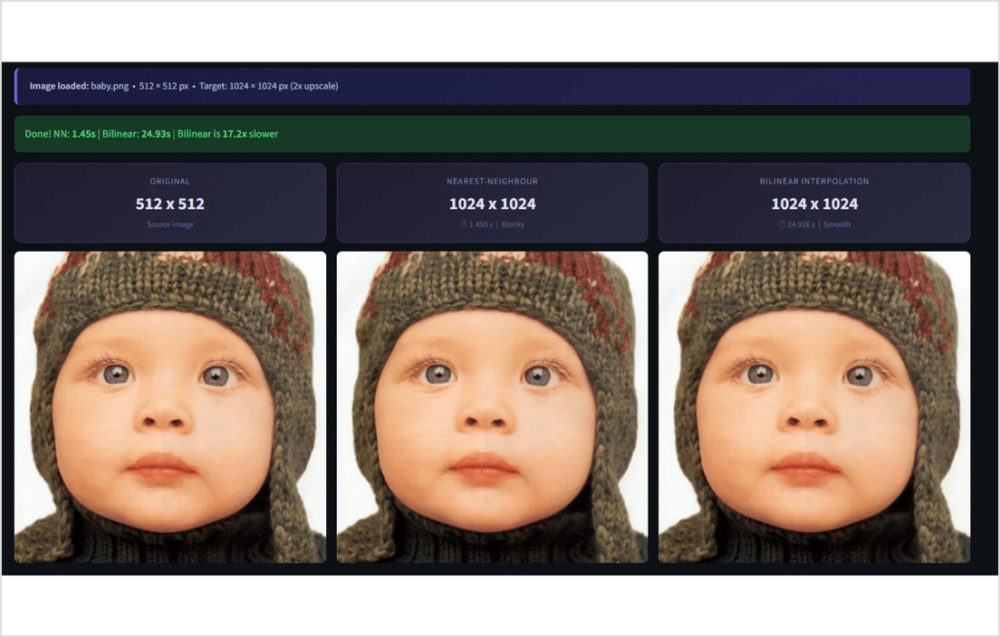 Image loaded: baby.png • 512 × 512 px • Target: 1024 × 1024 px (2x upscale)
Done! NN: 1.45s | Bilinear: 24.93s | Bilinear is 17.2x slower
ORIGINAL
512 x 512
Source image
NEAREST-NEIGHBOUR
1024 x 1024
⏱ 1.450 s | Blocky
BILINEAR INTERPOLATION
1024 x 1024
⏱ 24.926 s | Smooth